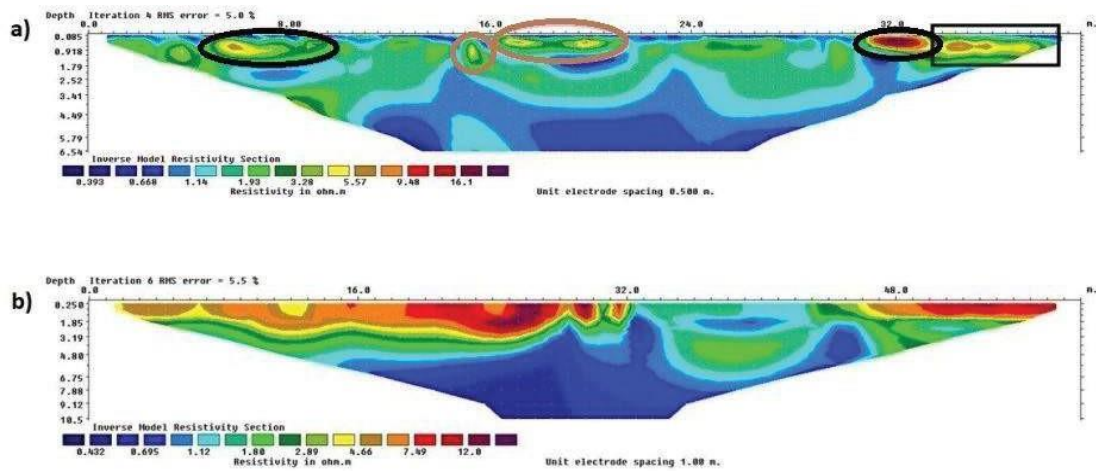 a)
Depth Iteration 4 RMS error = 5.0 %
0.0 8.00 16.0 24.0 32.0 m.
0.085
0.918
1.79
2.52
3.41
4.49
5.79
6.54
Inverse Model Resistivity Section
0.393 0.668 1.14 1.93 3.28 5.57 9.48 16.1
Resistivity in ohm.m Unit electrode spacing 0.500 m.
b)
Depth Iteration 6 RMS error = 5.5 %
0.0 16.0 32.0 48.0 m.
0.250
1.85
3.19
4.80
6.75
7.88
9.12
10.5
Inverse Model Resistivity Section
0.432 0.695 1.12 1.80 2.89 4.66 7.49 12.0
Resistivity in ohm.m Unit electrode spacing 1.00 m.